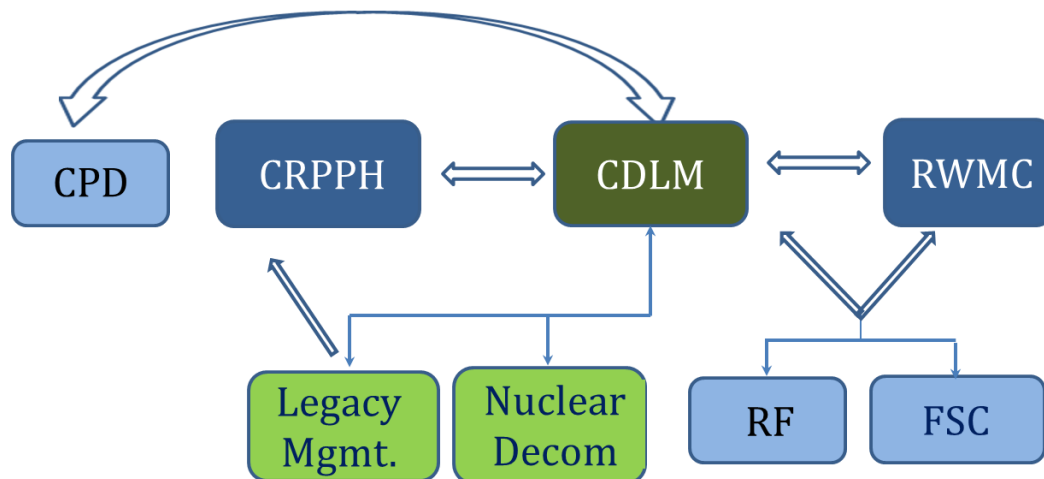 CPD
CRPPH
CDLM
RWMC
Legacy
Mgmt.
Nuclear
Decom
RF
FSC